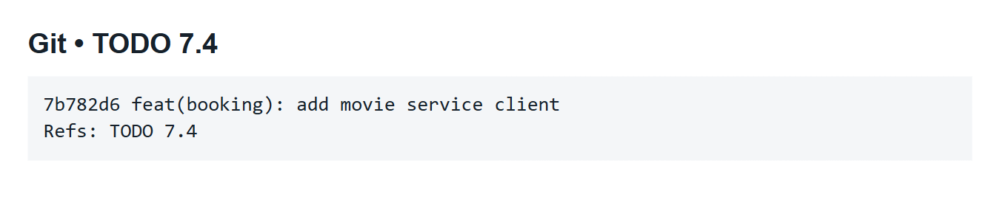 Git • TODO 7.4
7b782d6 feat(booking): add movie service client
Refs: TODO 7.4